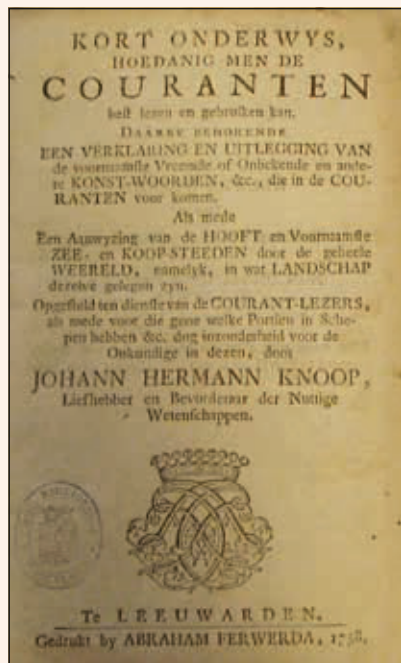 KORT ONDERWYS,
HOEDANIG MEN DE
COURANTEN
best lezen en gebruiken kan.
DAARBY BEHORENDE
EEN VERKLARING EN UITLEGGING VAN
de voornaamste Vreemde of Onbekende en ande-
re KONST-WOORDEN, &c., die in de COU-
RANTEN voor komen.
Als mede
Een Aanwyzing van de HOOFT en Voornaamste
ZEE- en KOOP-STEEDEN door de geheele
WEERELD, namelyk, in wat LANDSCHAP
dezelve gelegen zyn.
Opgesteld ten dienste van de COURANT-LEZERS,
als mede voor die gene welke Portien in Sche-
pen hebben &c. dog inzonderheid voor de
Onkundige in dezen, door
JOHANN HERMANN KNOOP,
Liefhebber en Bevorderaar der Nuttige
Wetenschappen.
Te LEEUWARDEN.
Gedrukt by ABRAHAM FERWERDA, 1758.